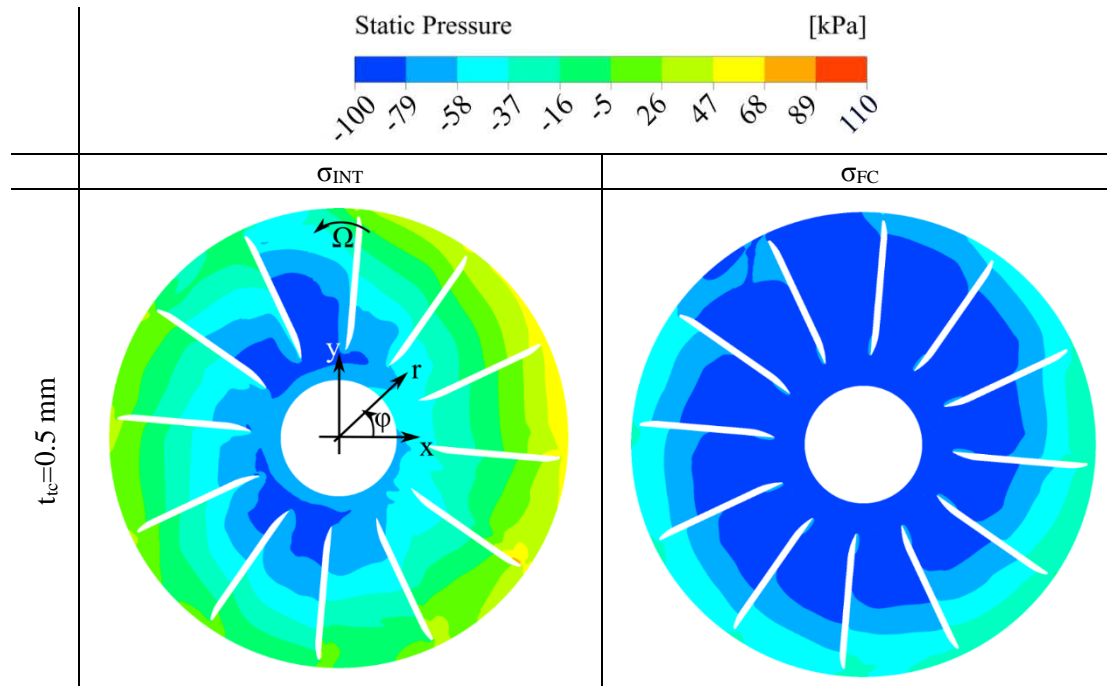 Static Pressure [kPa]
-100 -79 -58 -37 -16 -5 26 47 68 89 110
σINT σFC
Ω
y
r
φ
x
ttc=0.5 mm